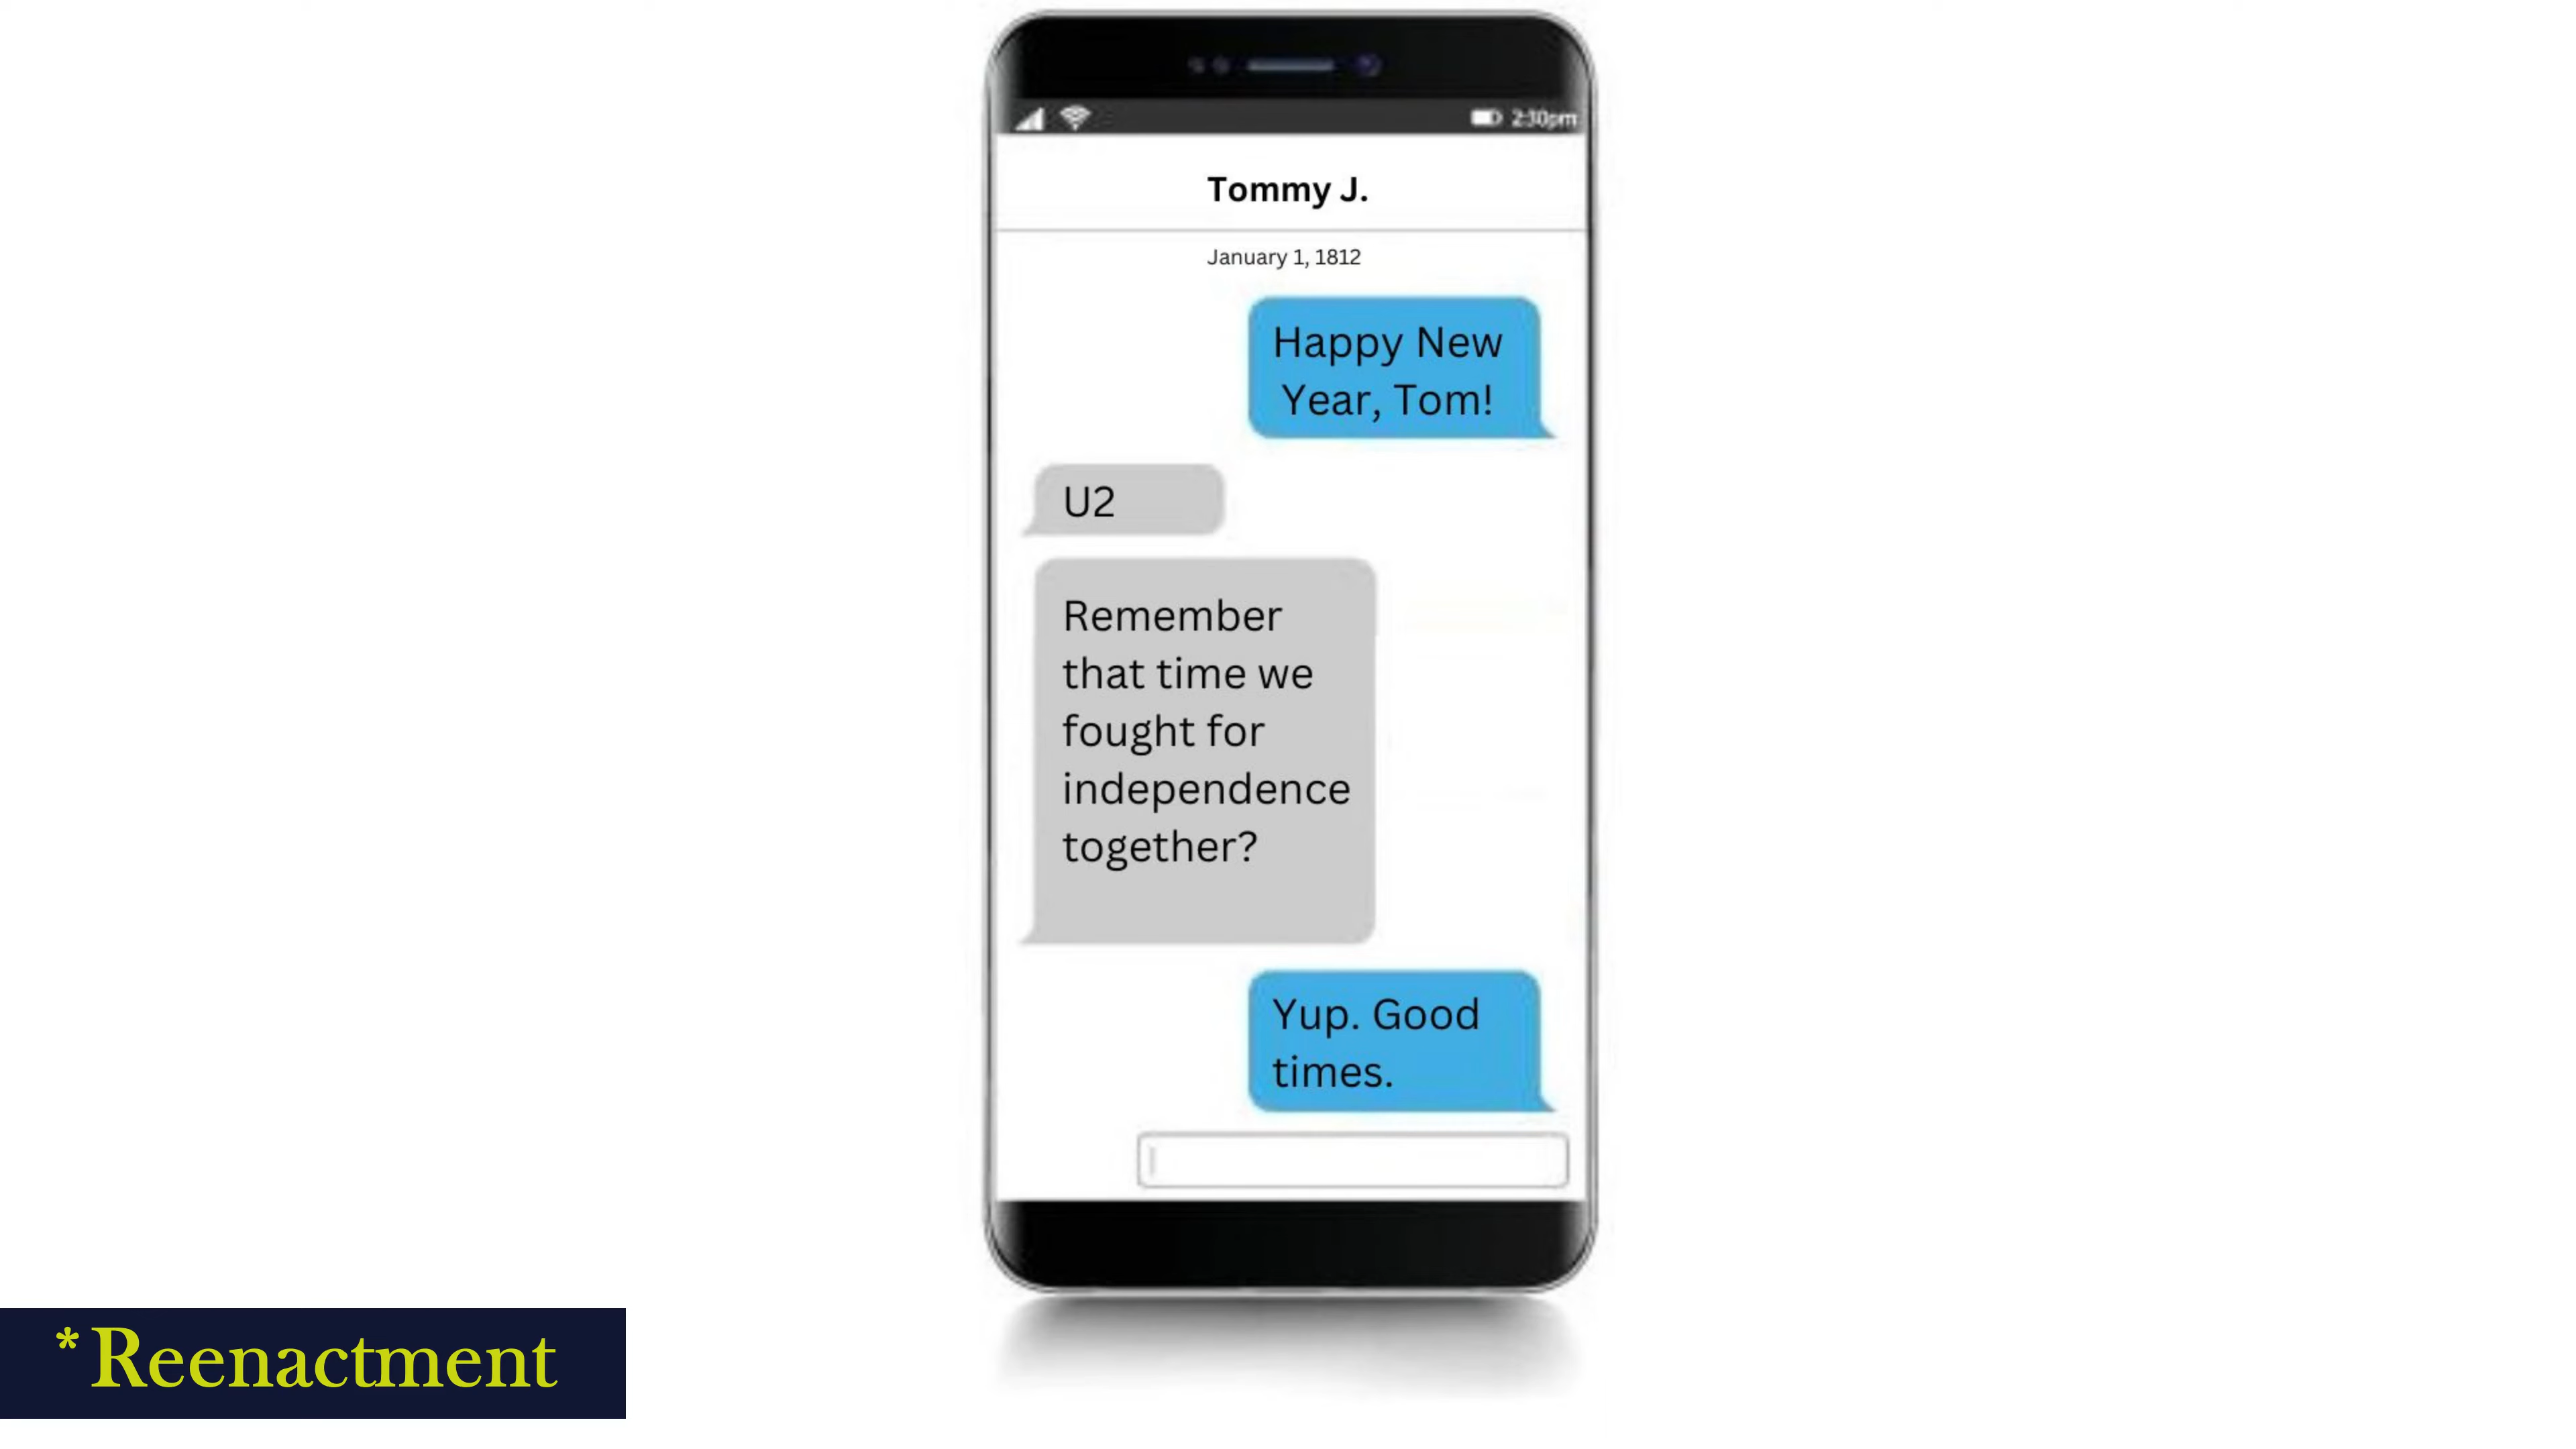 2:30pm
Tommy J.
January 1, 1812
Happy New
Year, Tom!
U2
Remember
that time we
fought for
independence
together?
Yup. Good
times.
*Reenactment